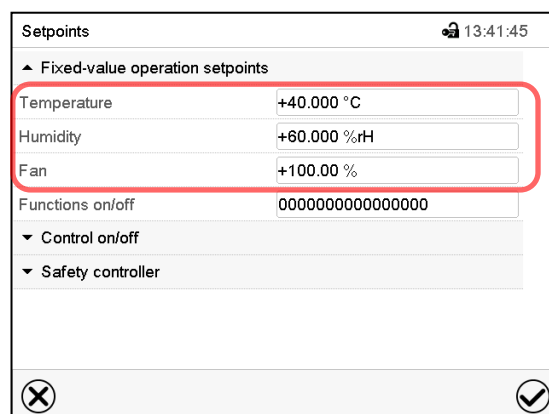 Setpoints 13:41:45
Fixed-value operation setpoints
Temperature +40.000 °C
Humidity +60.000 %rH
Fan +100.00 %
Functions on/off 0000000000000000
Control on/off
Safety controller